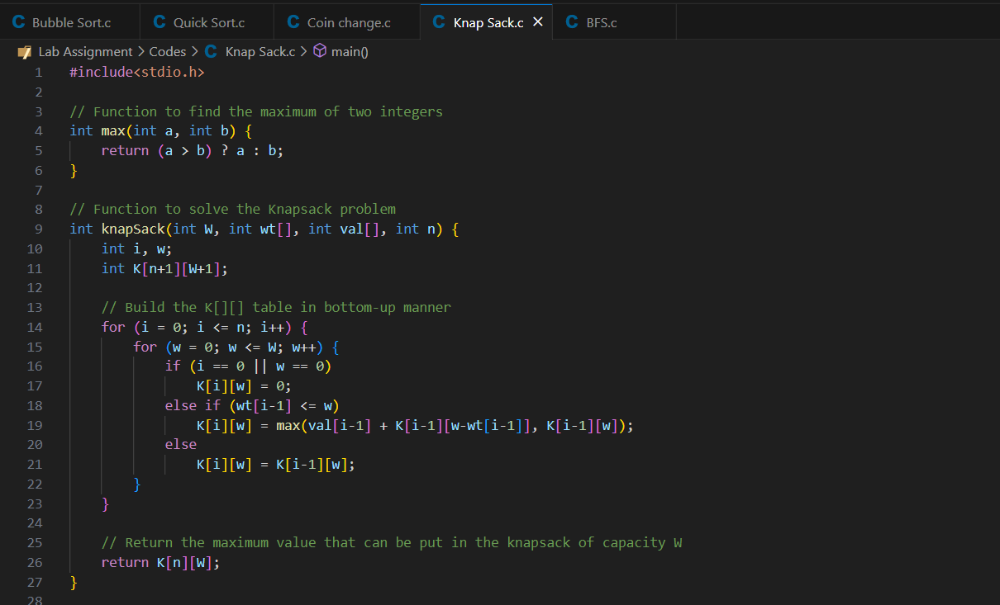 C Bubble Sort.c C Quick Sort.c C Coin change.c C Knap Sack.c × C BFS.c
Lab Assignment > Codes > C Knap Sack.c > main()
1 #include<stdio.h>
2
3 // Function to find the maximum of two integers
4 int max(int a, int b) {
5     return (a > b) ? a : b;
6 }
7
8 // Function to solve the Knapsack problem
9 int knapSack(int W, int wt[], int val[], int n) {
10     int i, w;
11     int K[n+1][W+1];
12
13     // Build the K[][] table in bottom-up manner
14     for (i = 0; i <= n; i++) {
15         for (w = 0; w <= W; w++) {
16             if (i == 0 || w == 0)
17                 K[i][w] = 0;
18             else if (wt[i-1] <= w)
19                 K[i][w] = max(val[i-1] + K[i-1][w-wt[i-1]], K[i-1][w]);
20             else
21                 K[i][w] = K[i-1][w];
22         }
23     }
24
25     // Return the maximum value that can be put in the knapsack of capacity W
26     return K[n][W];
27 }
28